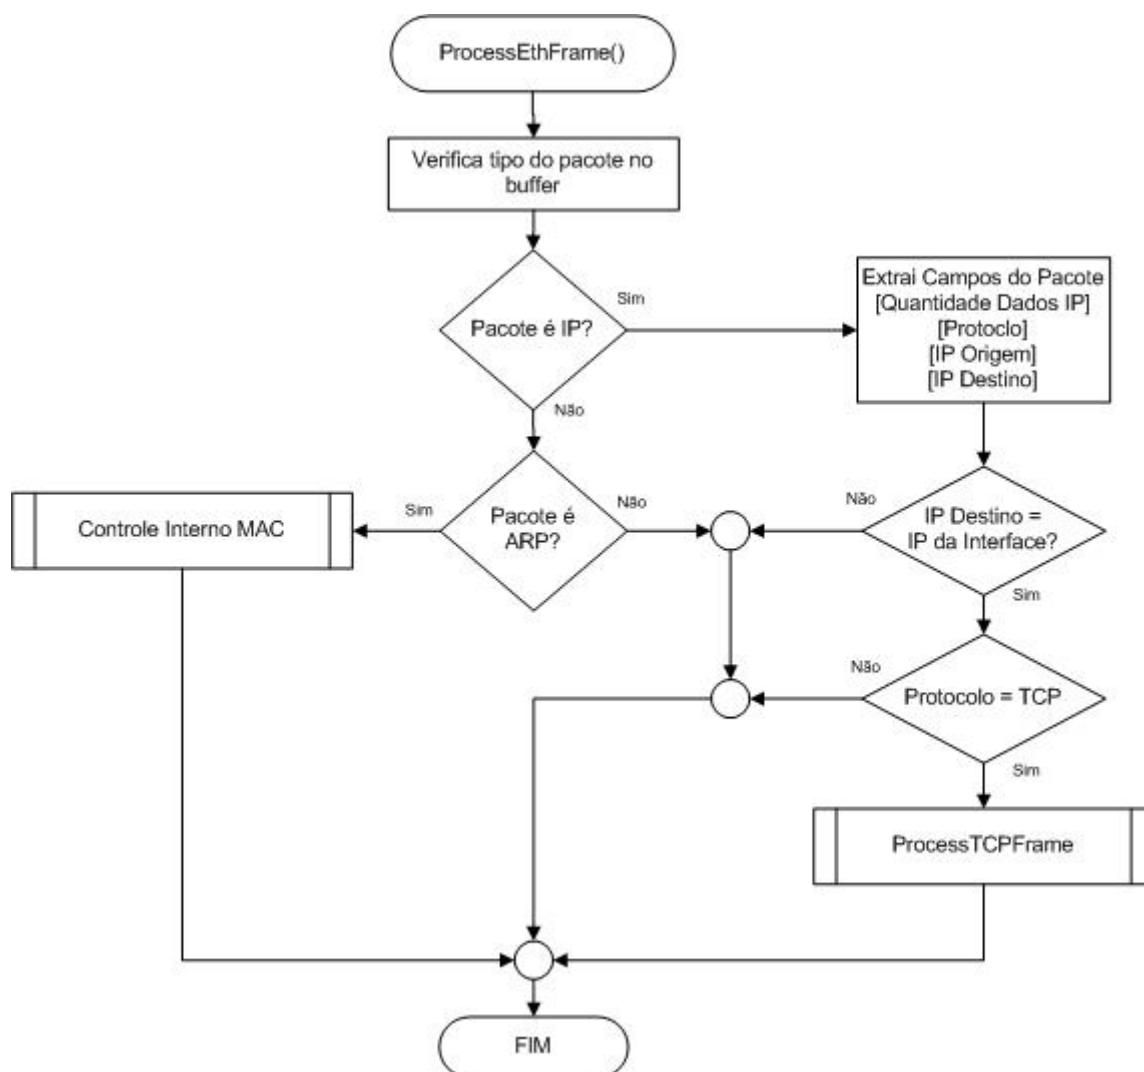 ProcessEthFrame()
Verifica tipo do pacote no
buffer
Pacote é IP?
Sim
Extrai Campos do Pacote
[Quantidade Dados IP]
[Protoclo]
[IP Origem]
[IP Destino]
Não
Controle Interno MAC
Sim
Pacote é
ARP?
Não
Não
IP Destino =
IP da Interface?
Sim
Não
Protocolo = TCP
Sim
ProcessTCPFrame
FIM